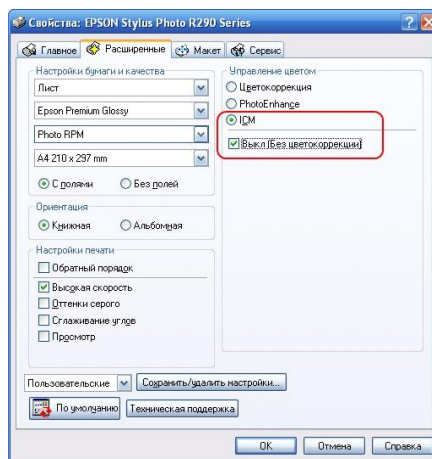 Свойства: EPSON Stylus Photo R290 Series
Главное Расширенные Макет Сервис
Настройки бумаги и качества
Лист
Epson Premium Glossy
Photo RPM
A4 210 x 297 mm
С полями Без полей
Ориентация
Книжная Альбомная
Настройки печати
Обратный порядок
Высокая скорость
Оттенки серого
Сглаживание углов
Просмотр
Управление цветом
Цветокоррекция
PhotoEnhance
ICM
Выкл (Без цветокоррекции)
Пользовательские Сохранить/удалить настройки...
По умолчанию Техническая поддержка
OK Отмена Справка